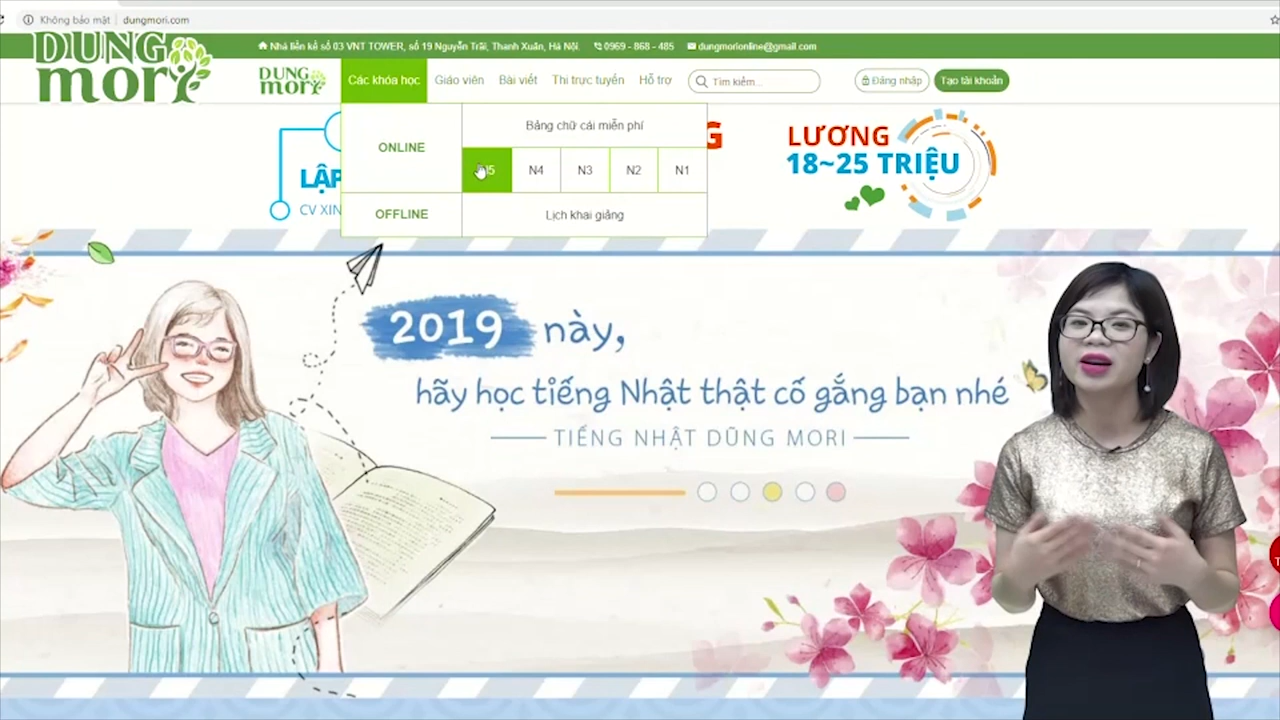 Không bảo mật | dungmori.com
DUNG
mori
Nhà liền kề số 03 VNT TOWER, số 19 Nguyễn Trãi, Thanh Xuân, Hà Nội.
0969 - 868 - 485
dungmorionline@gmail.com
DUNG
mori
Các khóa học
Giáo viên
Bài viết
Thi trực tuyến
Hỗ trợ
Tìm kiếm...
Đăng nhập
Tạo tài khoản
ONLINE
Bảng chữ cái miễn phí
N4
N3
N2
N1
OFFLINE
Lịch khai giảng
LẬP
CV XIN
G
LƯƠNG
18~25 TRIỆU
2019 này,
hãy học tiếng Nhật thật cố gắng bạn nhé
TIẾNG NHẬT DŨNG MORI